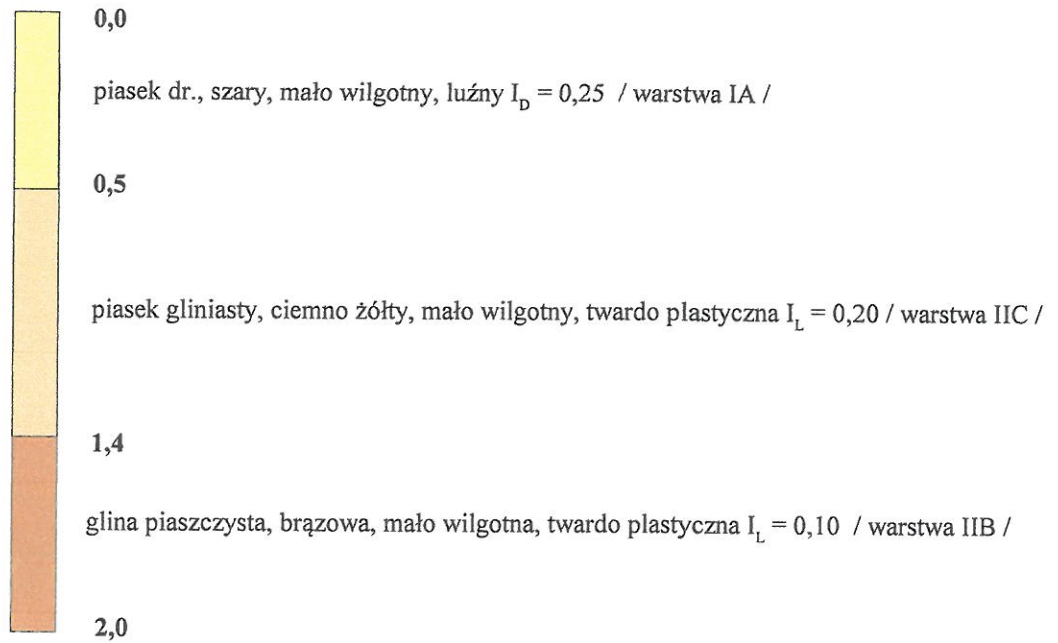 0,0
piasek dr., szary, mało wilgotny, luźny I_D = 0,25 / warstwa IA /
0,5
piasek gliniasty, ciemno żółty, mało wilgotny, twardo plastyczna I_L = 0,20 / warstwa IIC /
1,4
glina piaszczysta, brązowa, mało wilgotna, twardo plastyczna I_L = 0,10 / warstwa IIB /
2,0